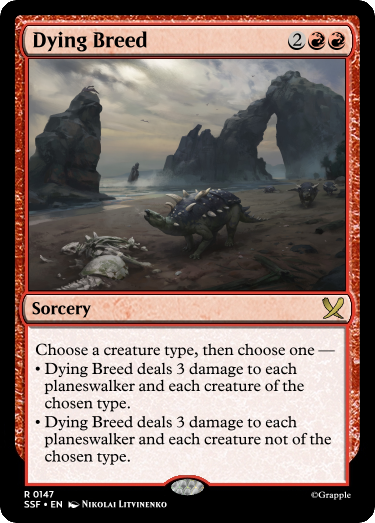 Dying Breed 2
Sorcery
Choose a creature type, then choose one —
• Dying Breed deals 3 damage to each
planeswalker and each creature of the
chosen type.
• Dying Breed deals 3 damage to each
planeswalker and each creature not of the
chosen type.
R 0147
SSF • EN Nikolai Litvinenko
©Grapple